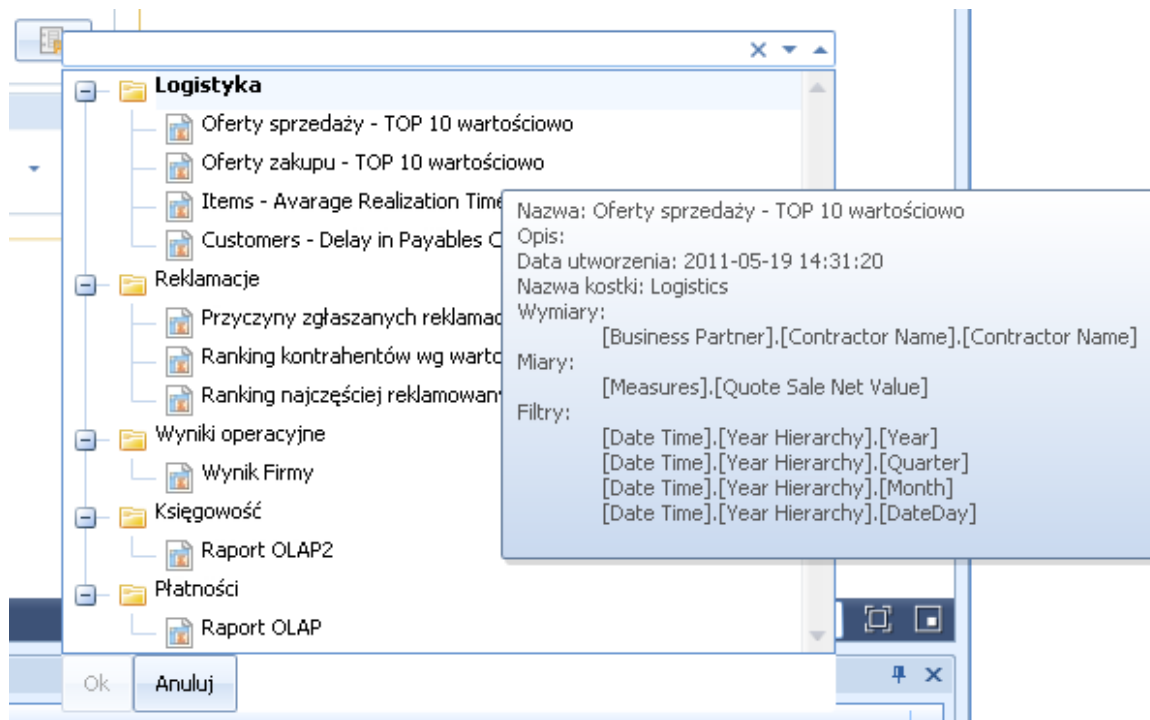 Logistyka
Oferty sprzedaży - TOP 10 wartościowo
Oferty zakupu - TOP 10 wartościowo
Items - Avarage Realization Time
Customers - Delay in Payables C
Reklamacje
Przyczyny zgłaszanych reklamac
Ranking kontrahentów wg warto
Ranking najczęściej reklamowan
Wyniki operacyjne
Wynik Firmy
Księgowość
Raport OLAP2
Płatności
Raport OLAP
Ok
Anuluj
Nazwa: Oferty sprzedaży - TOP 10 wartościowo
Opis:
Data utworzenia: 2011-05-19 14:31:20
Nazwa kostki: Logistics
Wymiary:
[Business Partner].[Contractor Name].[Contractor Name]
Miary:
[Measures].[Quote Sale Net Value]
Filtry:
[Date Time].[Year Hierarchy].[Year]
[Date Time].[Year Hierarchy].[Quarter]
[Date Time].[Year Hierarchy].[Month]
[Date Time].[Year Hierarchy].[DateDay]